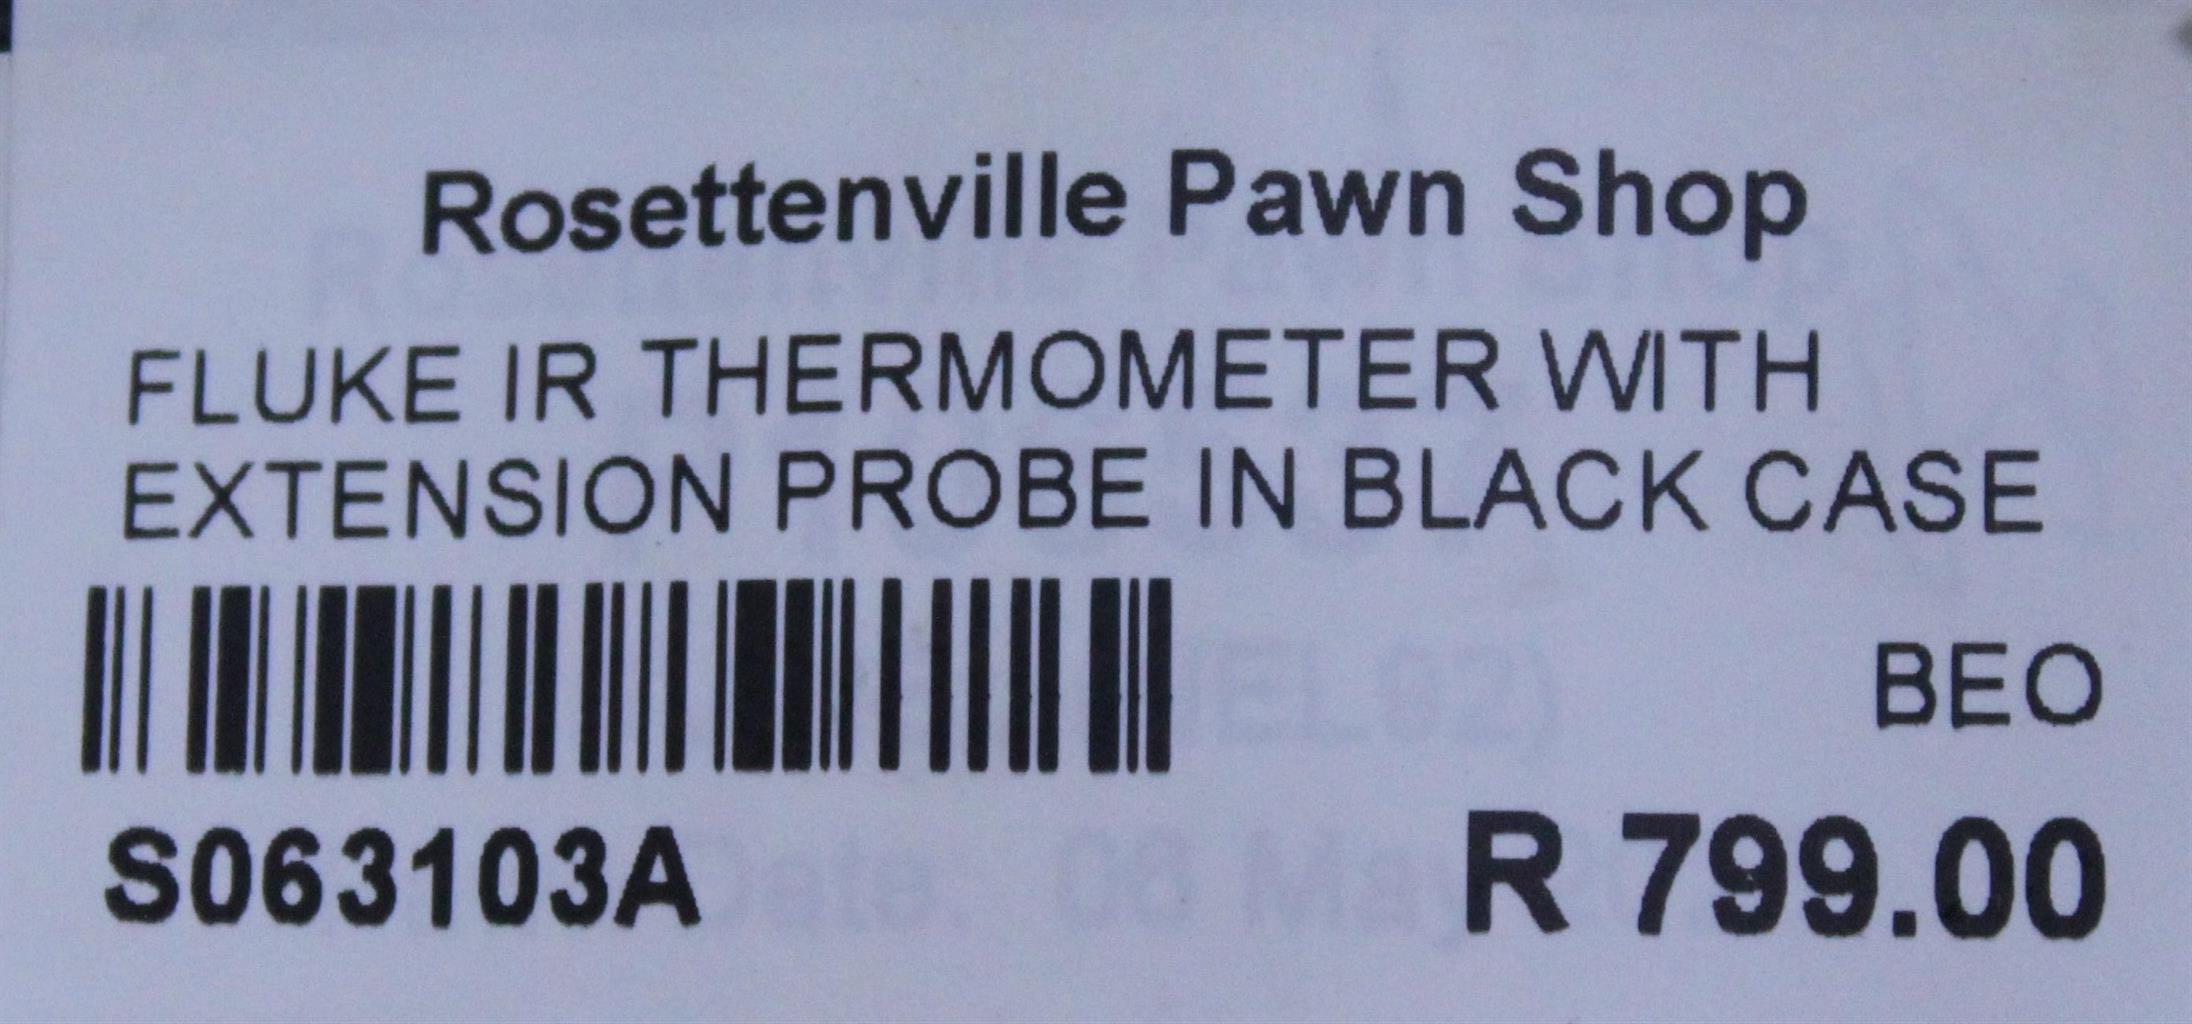 Rosettenville Pawn Shop
FLUKE IR THERMOMETER WITH
EXTENSION PROBE IN BLACK CASE
BEO
S063103A
R 799.00